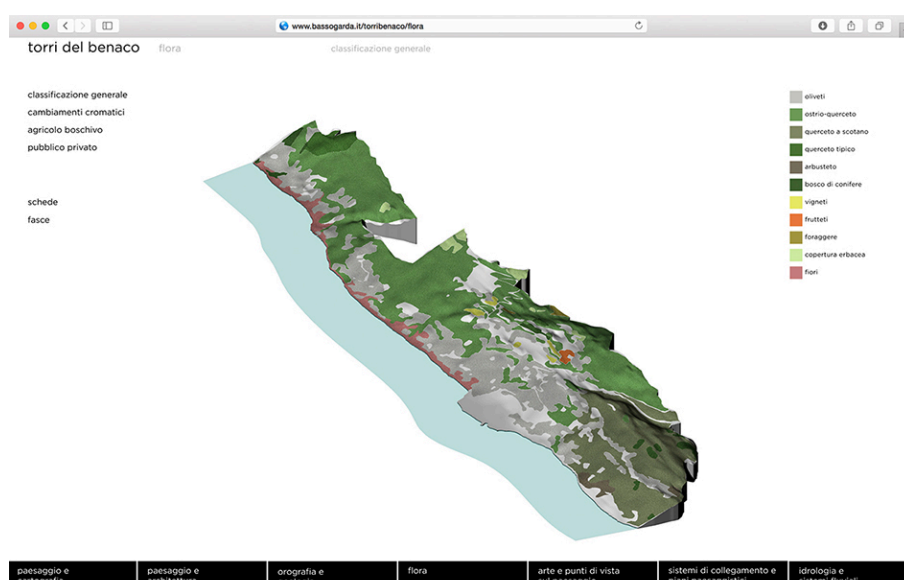 www.bassogarda.it/torribenaco/flora
torri del benaco flora classificazione generale
classificazione generale
cambiamenti cromatici
agricolo boschivo
pubblico privato
schede
fasce
oliveti
ostrio-querceto
querceto a scotano
querceto tipico
arbusteto
bosco di conifere
vigneti
frutteti
foraggere
copertura erbacea
fiori
paesaggio e
paesaggio e
orografia e
flora
arte e punti di vista
sistemi di collegamento e
idrologia e